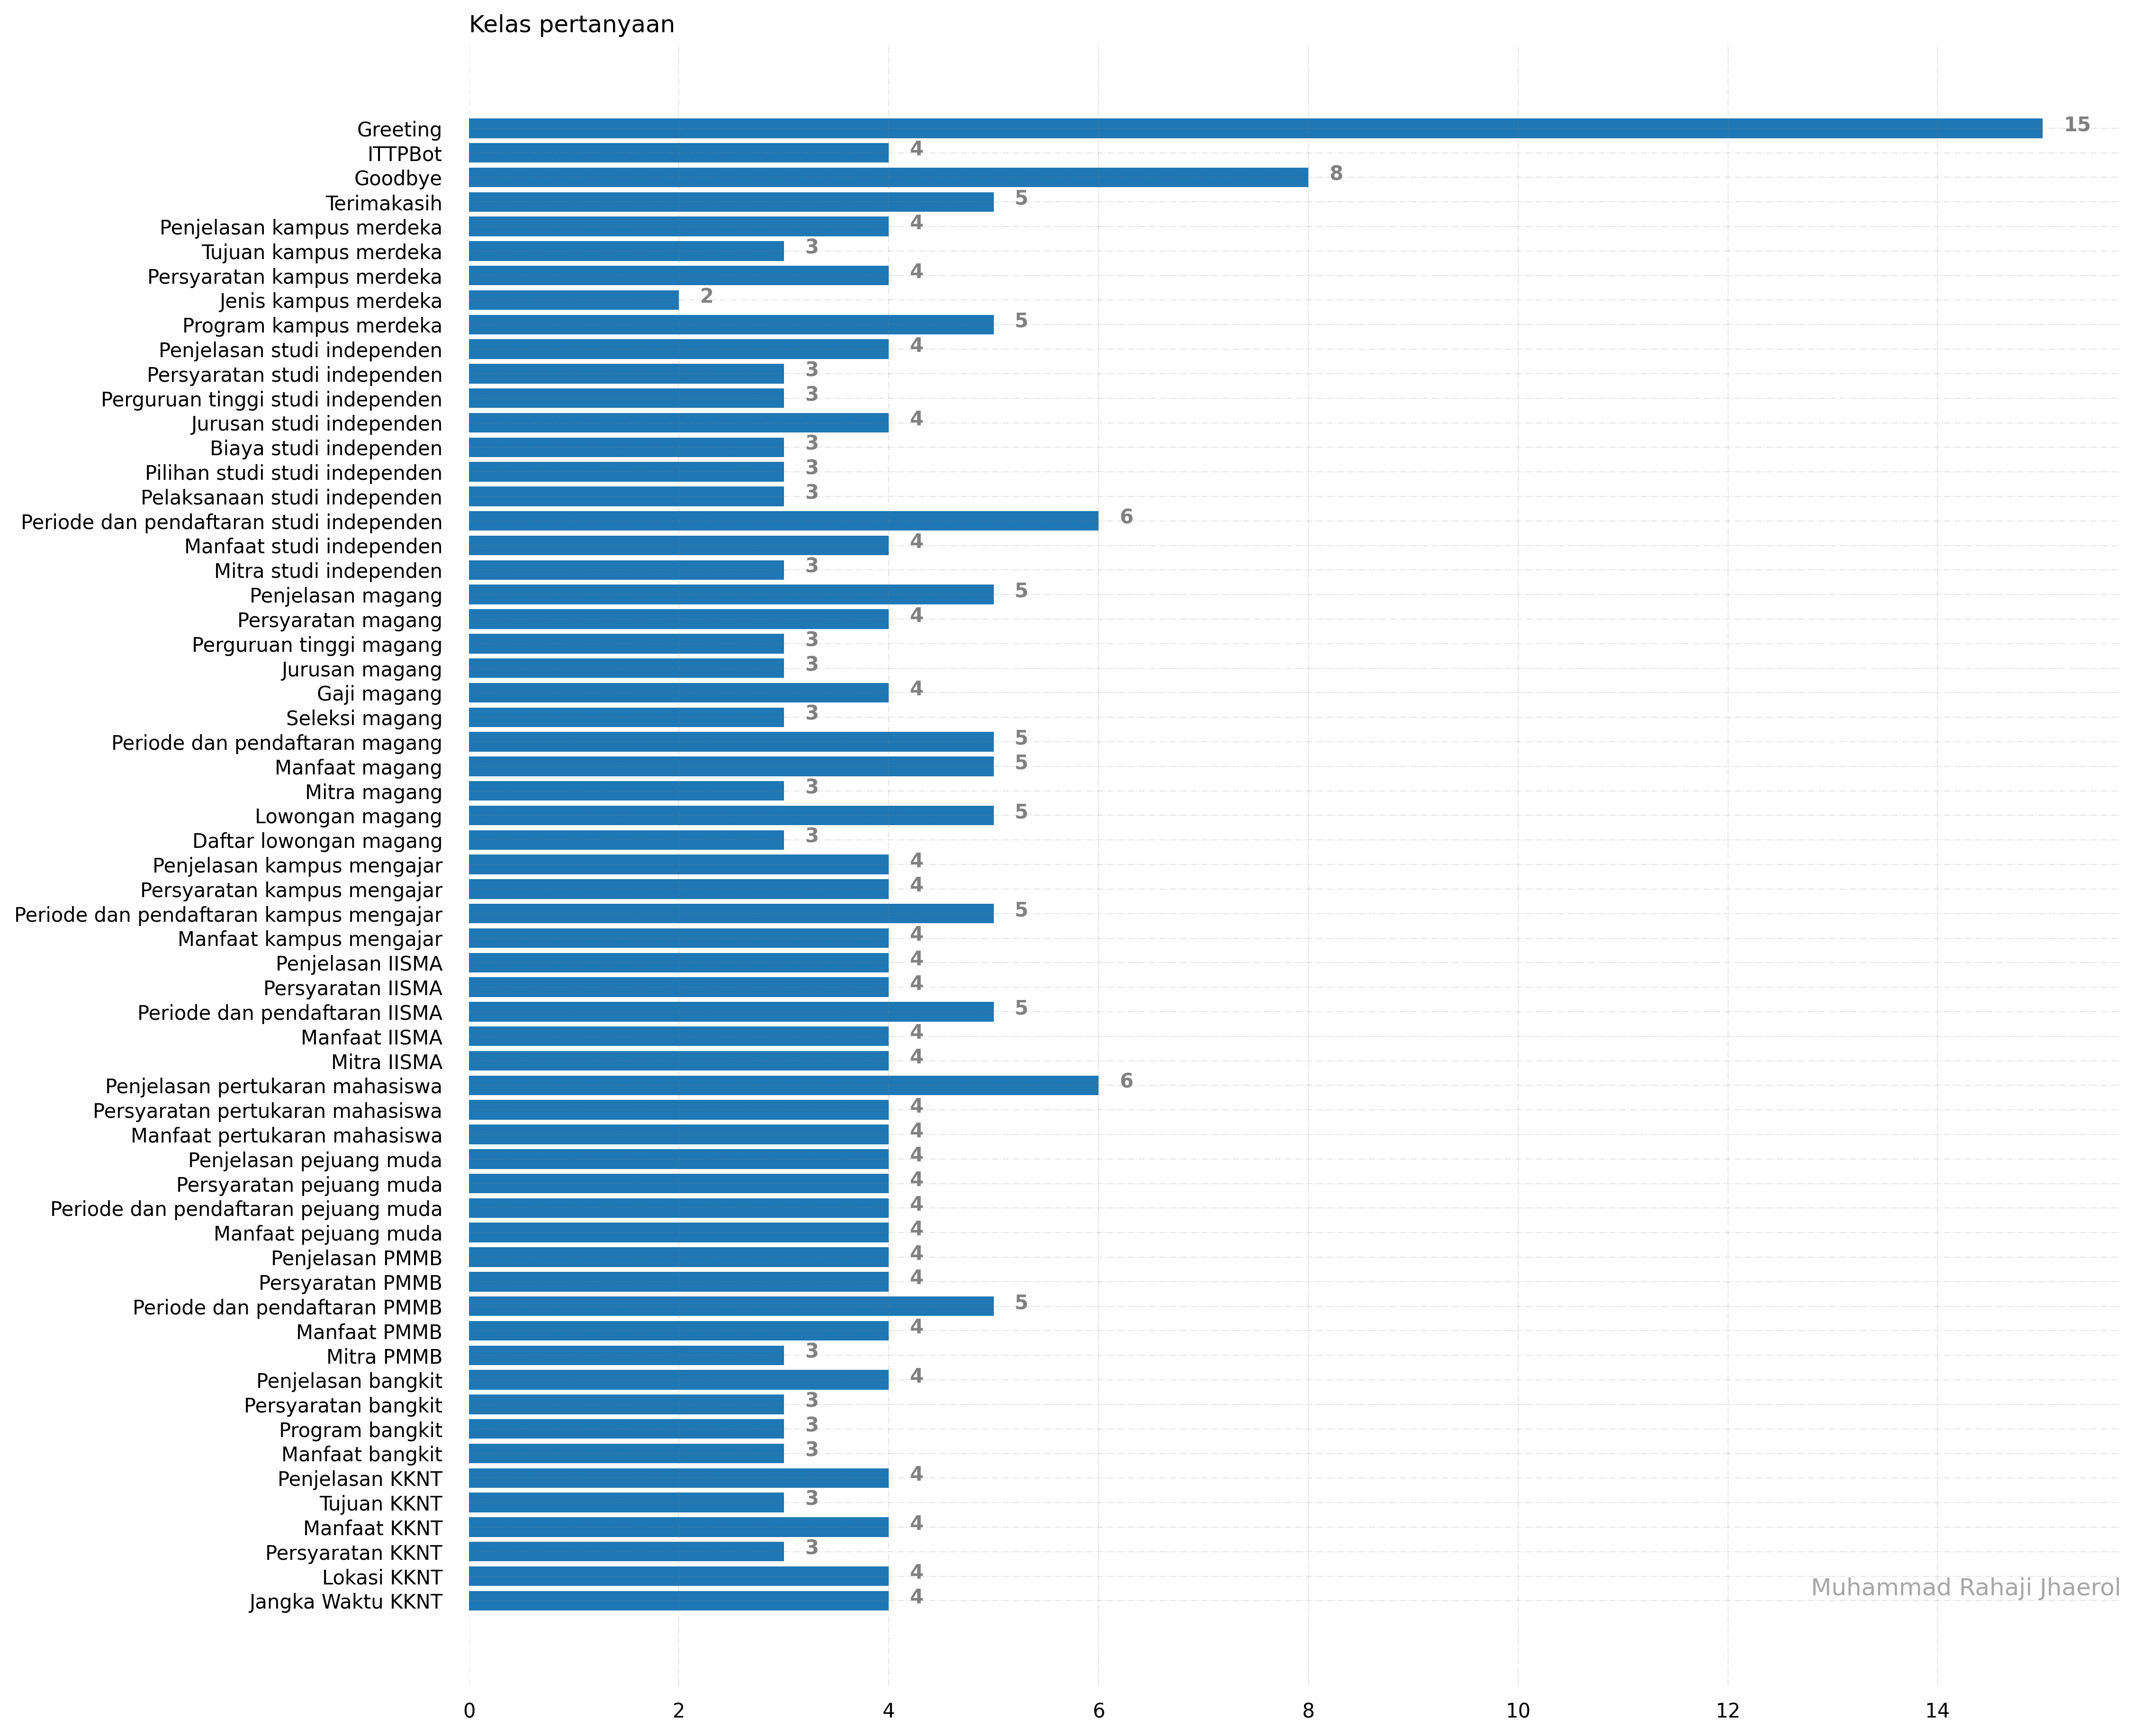 Kelas pertanyaan
Greeting 15
ITTPBot 4
Goodbye 8
Terimakasih 5
Penjelasan kampus merdeka 4
Tujuan kampus merdeka 3
Persyaratan kampus merdeka 4
Jenis kampus merdeka 2
Program kampus merdeka 5
Penjelasan studi independen 4
Persyaratan studi independen 3
Perguruan tinggi studi independen 3
Jurusan studi independen 4
Biaya studi independen 3
Pilihan studi studi independen 3
Pelaksanaan studi independen 3
Periode dan pendaftaran studi independen 6
Manfaat studi independen 4
Mitra studi independen 3
Penjelasan magang 5
Persyaratan magang 4
Perguruan tinggi magang 3
Jurusan magang 3
Gaji magang 4
Seleksi magang 3
Periode dan pendaftaran magang 5
Manfaat magang 5
Mitra magang 3
Lowongan magang 5
Daftar lowongan magang 3
Penjelasan kampus mengajar 4
Persyaratan kampus mengajar 4
Periode dan pendaftaran kampus mengajar 5
Manfaat kampus mengajar 4
Penjelasan IISMA 4
Persyaratan IISMA 4
Periode dan pendaftaran IISMA 5
Manfaat IISMA 4
Mitra IISMA 4
Penjelasan pertukaran mahasiswa 6
Persyaratan pertukaran mahasiswa 4
Manfaat pertukaran mahasiswa 4
Penjelasan pejuang muda 4
Persyaratan pejuang muda 4
Periode dan pendaftaran pejuang muda 4
Manfaat pejuang muda 4
Penjelasan PMMB 4
Persyaratan PMMB 4
Periode dan pendaftaran PMMB 5
Manfaat PMMB 4
Mitra PMMB 3
Penjelasan bangkit 4
Persyaratan bangkit 3
Program bangkit 3
Manfaat bangkit 3
Penjelasan KKNT 4
Tujuan KKNT 3
Manfaat KKNT 4
Persyaratan KKNT 3
Lokasi KKNT 4
Muhammad Rahaji Jhaerol
Jangka Waktu KKNT 4
0 2 4 6 8 10 12 14